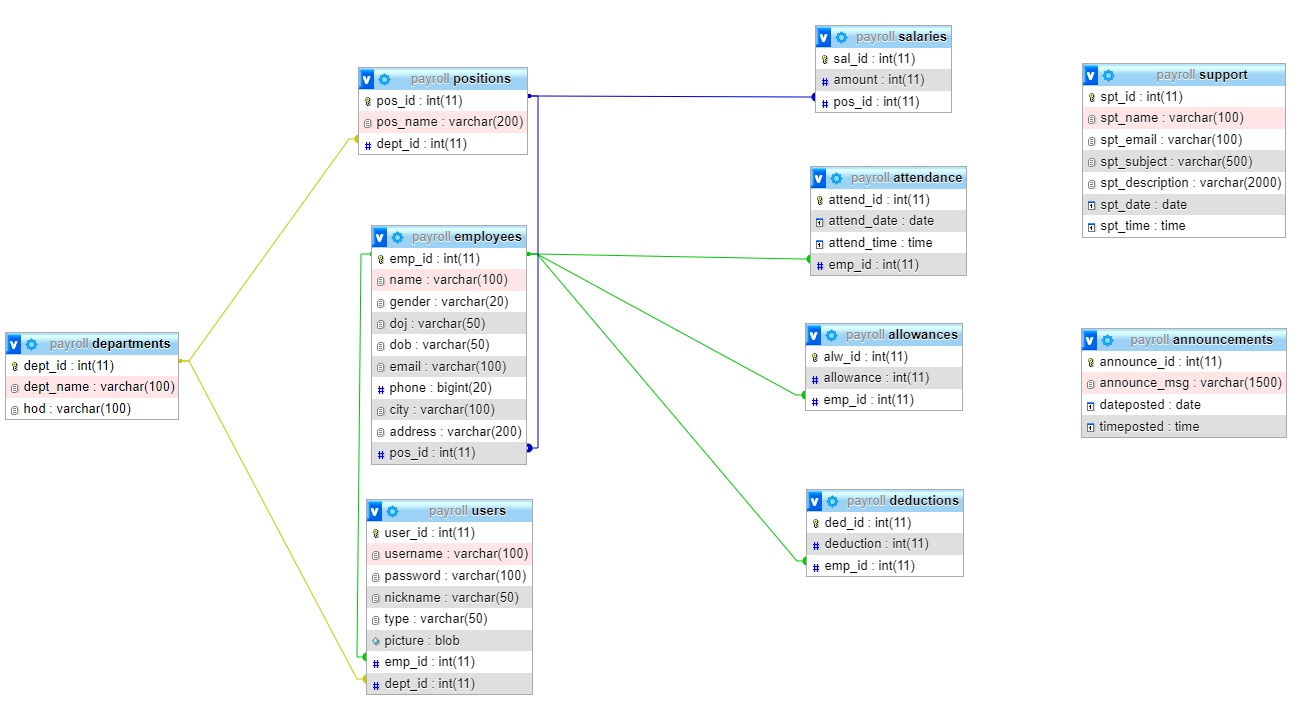 payroll positions
pos_id : int(11)
pos_name : varchar(200)
dept_id : int(11)
payroll salaries
sal_id : int(11)
amount : int(11)
pos_id : int(11)
payroll support
spt_id : int(11)
spt_name : varchar(100)
spt_email : varchar(100)
spt_subject : varchar(500)
spt_description : varchar(2000)
spt_date : date
spt_time : time
payroll attendance
attend_id : int(11)
attend_date : date
attend_time : time
emp_id : int(11)
payroll employees
emp_id : int(11)
name : varchar(100)
gender : varchar(20)
doj : varchar(50)
dob : varchar(50)
email : varchar(100)
phone : bigint(20)
city : varchar(100)
address : varchar(200)
pos_id : int(11)
payroll departments
dept_id : int(11)
dept_name : varchar(100)
hod : varchar(100)
payroll allowances
alw_id : int(11)
allowance : int(11)
emp_id : int(11)
payroll announcements
announce_id : int(11)
announce_msg : varchar(1500)
dateposted : date
timeposted : time
payroll users
user_id : int(11)
username : varchar(100)
password : varchar(100)
nickname : varchar(50)
type : varchar(50)
picture : blob
emp_id : int(11)
dept_id : int(11)
payroll deductions
ded_id : int(11)
deduction : int(11)
emp_id : int(11)